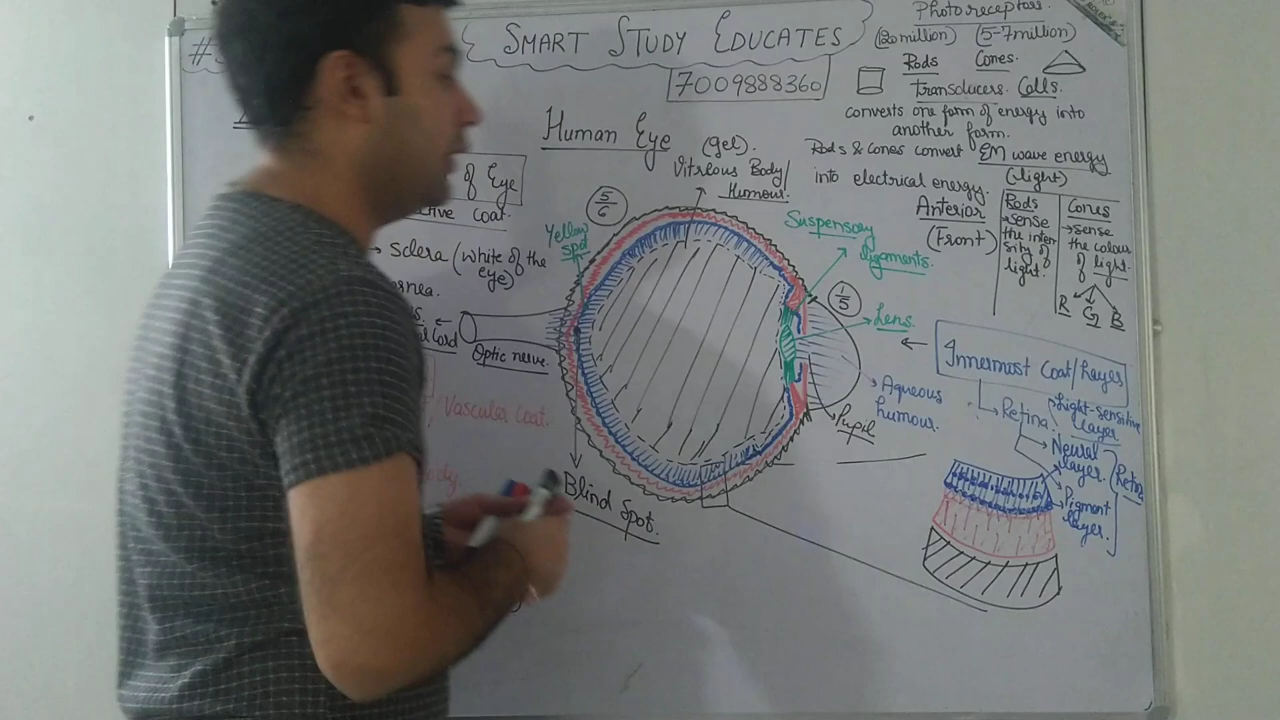 SMART STUDY EDUCATES
7009888360
Photoreceptors.
(120 million) (5-7 million)
Rods Cones.
Transducers. Cells.
converts one form of energy into
another form.
Rods & Cones convert EM wave energy
(light)
into electrical energy.
Human Eye
(gel).
Vitreous Body/
Humour.
of Eye
ctive coat.
→ Sclera (white of the
eye)
ornea.
Optic nerve.
Vascular coat.
Yellow
spot
5/6
Blind Spot.
Suspensory
ligaments.
1/5
Lens.
Aqueous
humour.
Pupil
Anterior
(Front)
Rods
→ sense
the inten
sity of
light.
Cones
→ sense
the colour
of light.
R G B
Innermost Coat/Layer
Retina:
Light-sensitive
Layer
Neural
layer.
Pigment
layer.
Retina